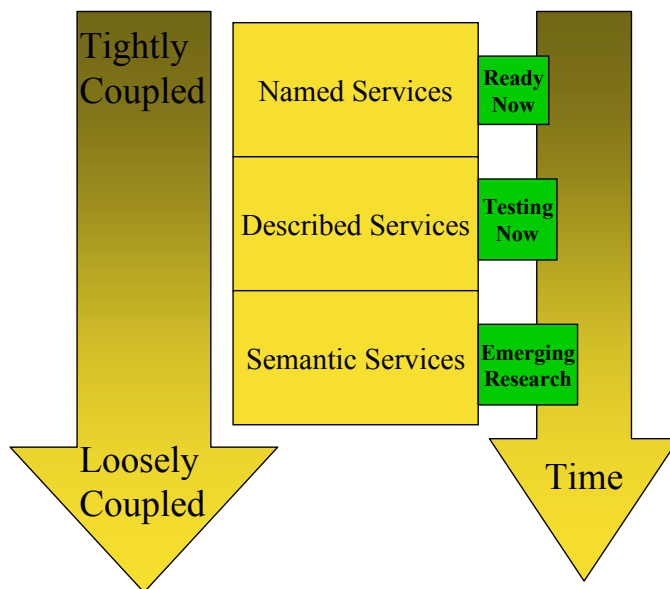 Tightly
Coupled
Named Services
Ready
Now
Described Services
Testing
Now
Semantic Services
Emerging
Research
Loosely
Coupled
Time